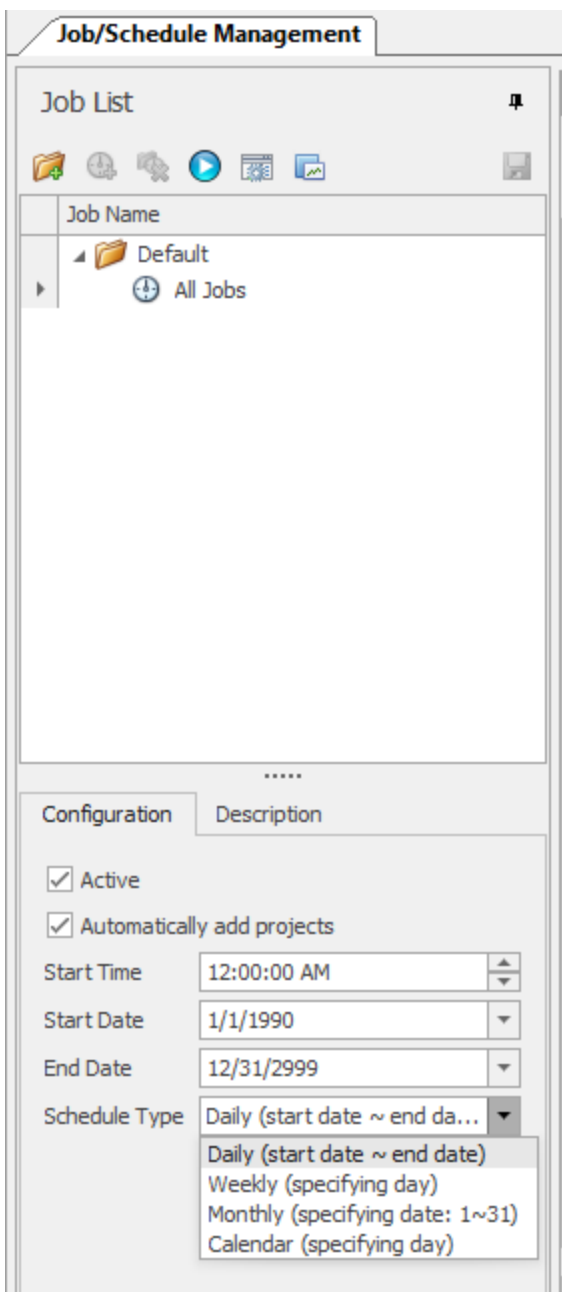 Job/Schedule Management
Job List
Job Name
Default
All Jobs
Configuration Description
Active
Automatically add projects
Start Time 12:00:00 AM
Start Date 1/1/1990
End Date 12/31/2999
Schedule Type Daily (start date ~ end da...
Daily (start date ~ end date)
Weekly (specifying day)
Monthly (specifying date: 1~31)
Calendar (specifying day)